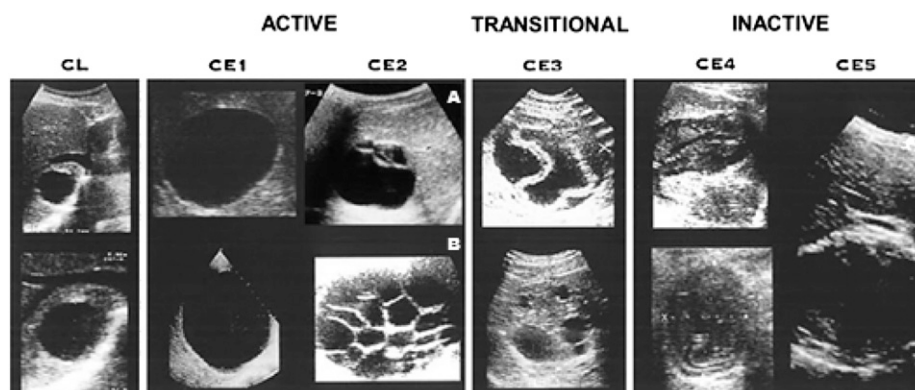 ACTIVE TRANSITIONAL INACTIVE
CL CE1 CE2 CE3 CE4 CE5
A
B